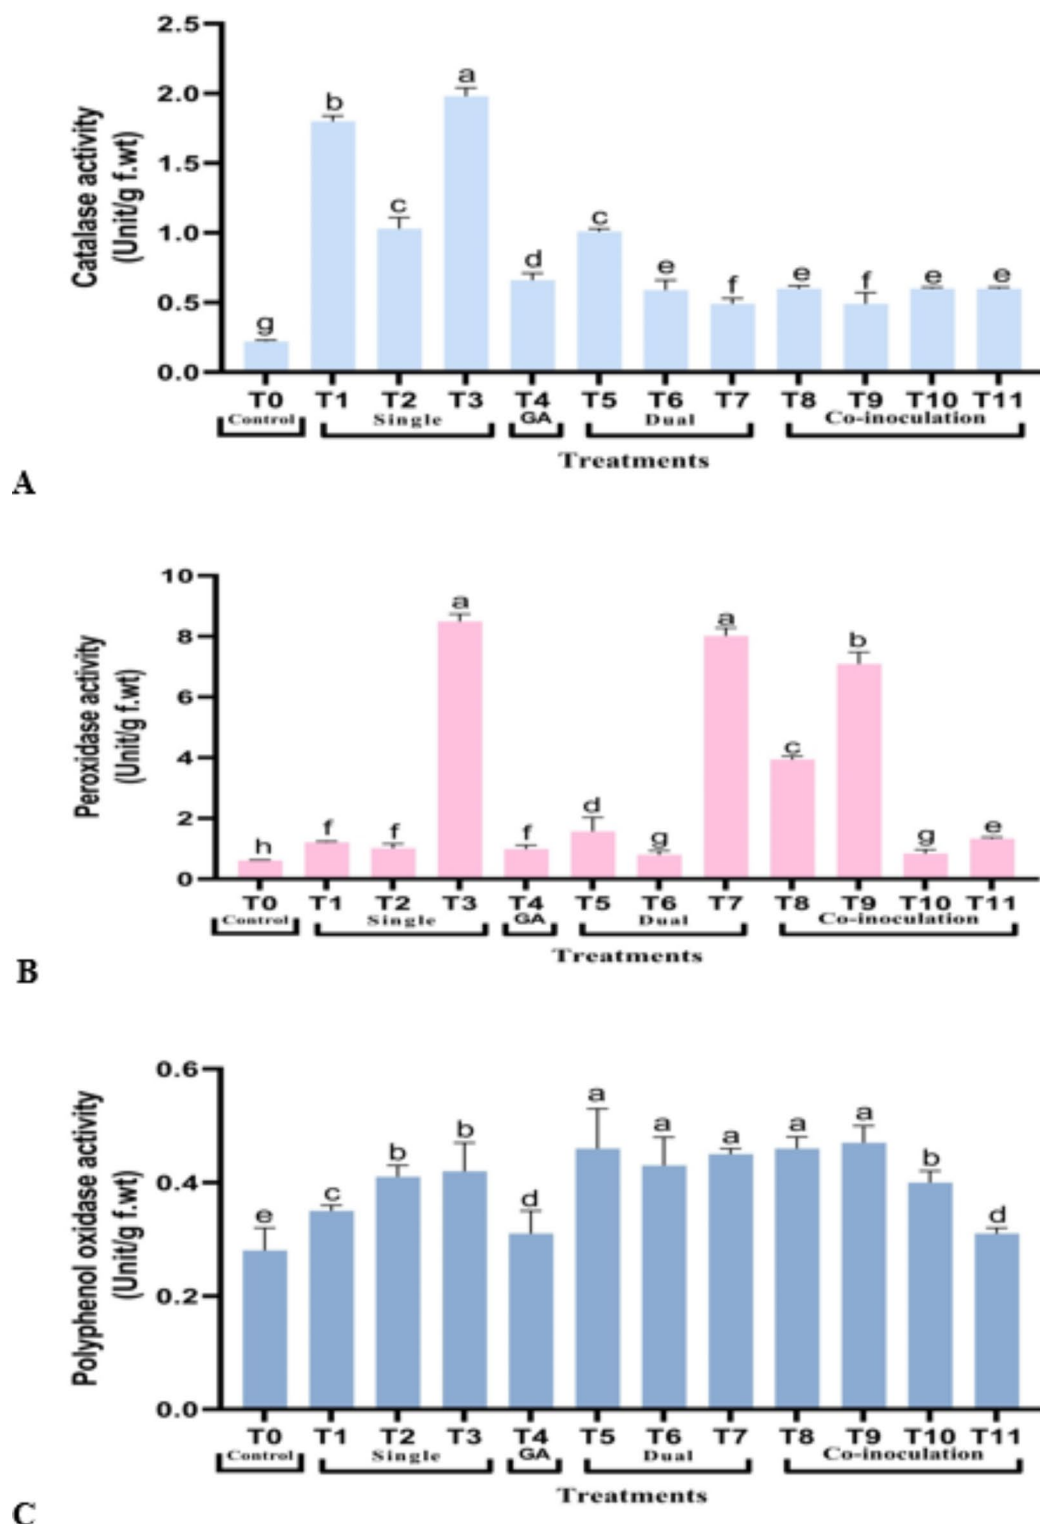 2.5
2.0
1.5
1.0
0.5
0.0
Catalase activity
(Unit/g f.wt)
g b c a d c e f e f e e
T0 T1 T2 T3 T4 T5 T6 T7 T8 T9 T10 T11
Control Single GA Dual Co-inoculation
Treatments
A
10
8
6
4
2
0
Peroxidase activity
(Unit/g f.wt)
h f f a f d g a c b g e
T0 T1 T2 T3 T4 T5 T6 T7 T8 T9 T10 T11
Control Single GA Dual Co-inoculation
Treatments
B
0.6
0.4
0.2
0.0
Polyphenol oxidase activity
(Unit/g f.wt)
e c b b d a a a a a b d
T0 T1 T2 T3 T4 T5 T6 T7 T8 T9 T10 T11
Control Single GA Dual Co-inoculation
Treatments
C